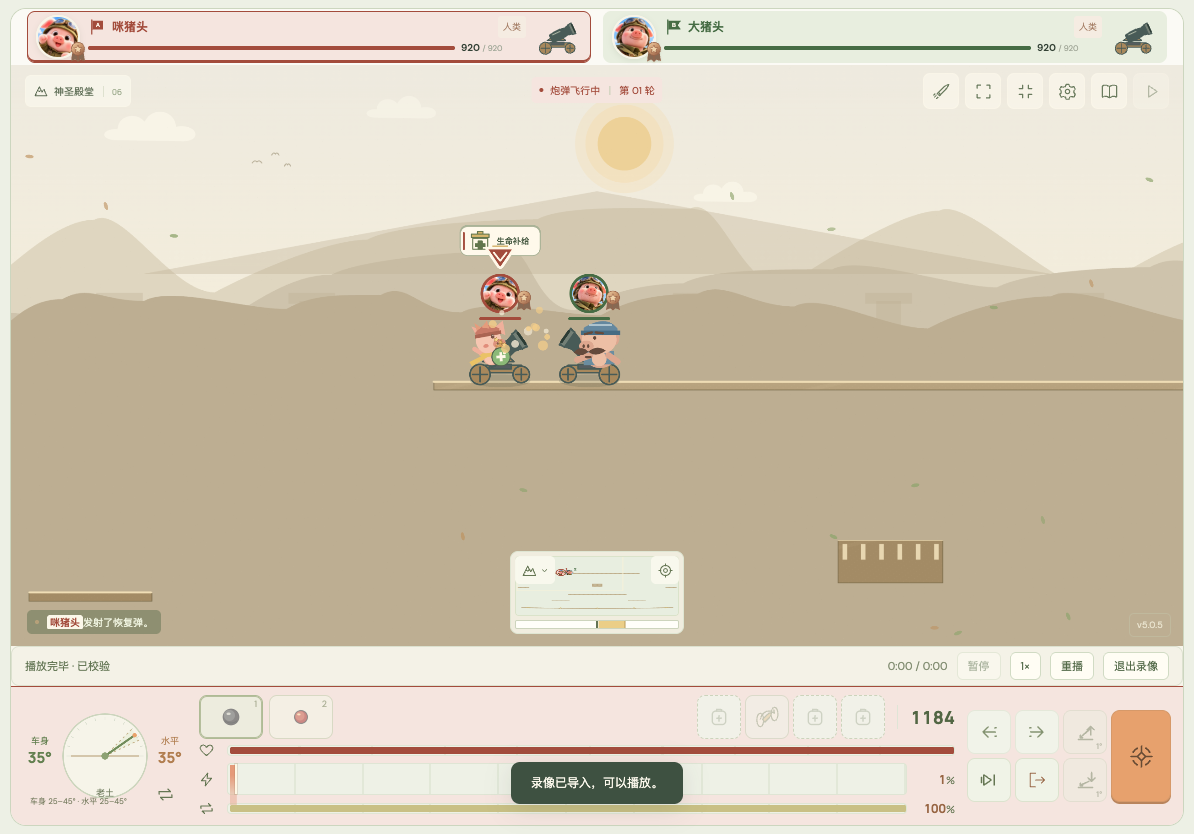 咪猪头
人类
920 / 920
大猪头
人类
920 / 920
神圣殿堂 06
炮弹飞行中 第 01 轮
生命补给
咪猪头发射了恢复弹。
v5.0.5
播放完毕 · 已校验
0:00 / 0:00
暂停
1×
重播
退出录像
车身
35°
水平
35°
老土
车身 25–45° · 水平 25–45°
1
2
1184
1%
100%
1°
1°
录像已导入，可以播放。